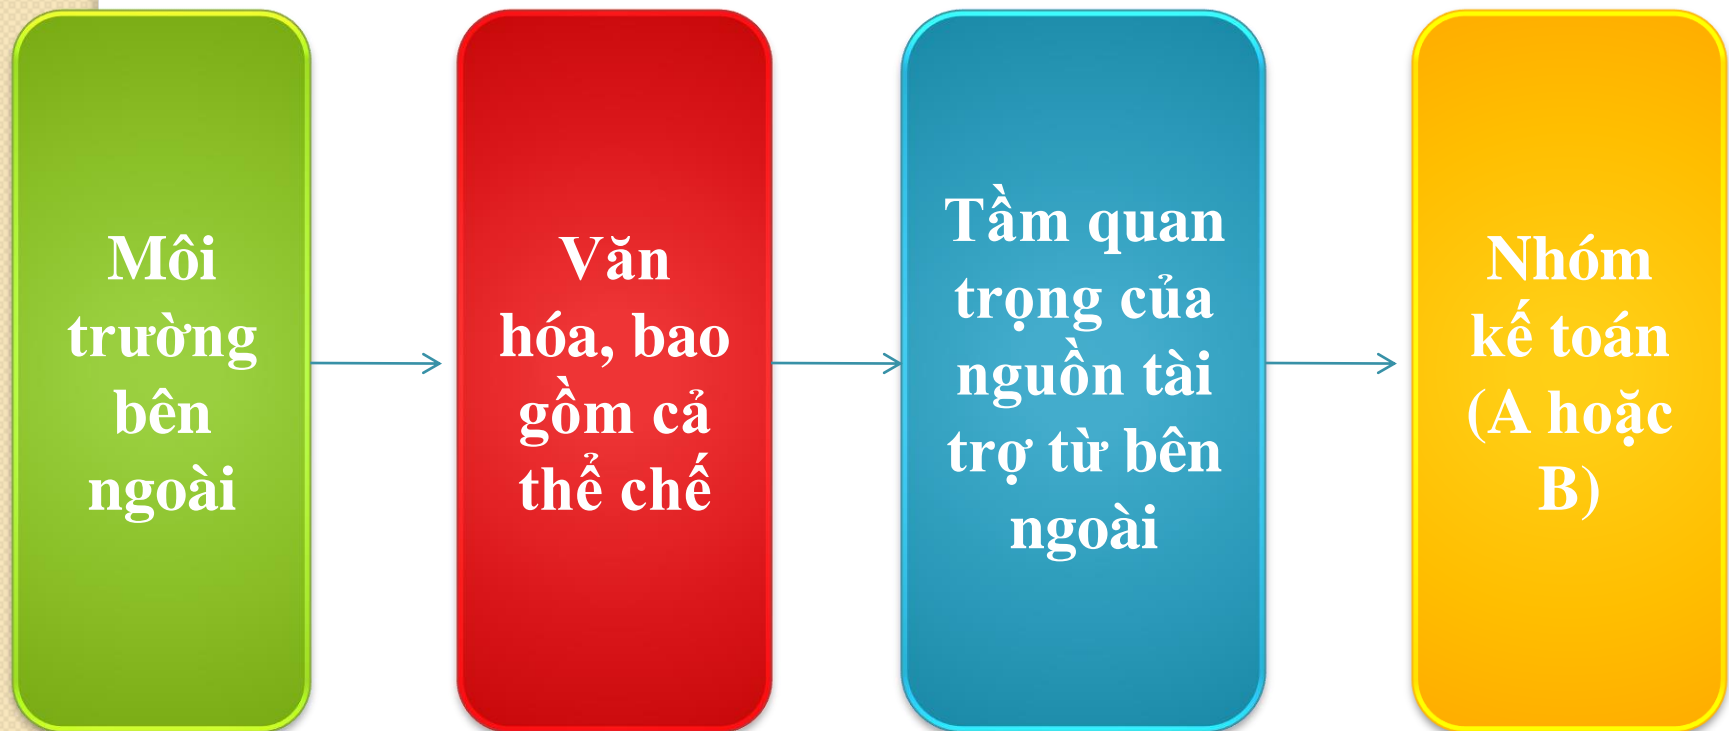 Môi
trường
bên
ngoài
Văn
hóa, bao
gồm cả
thể chế
Tầm quan
trọng của
nguồn tài
trợ từ bên
ngoài
Nhóm
kế toán
(A hoặc
B)